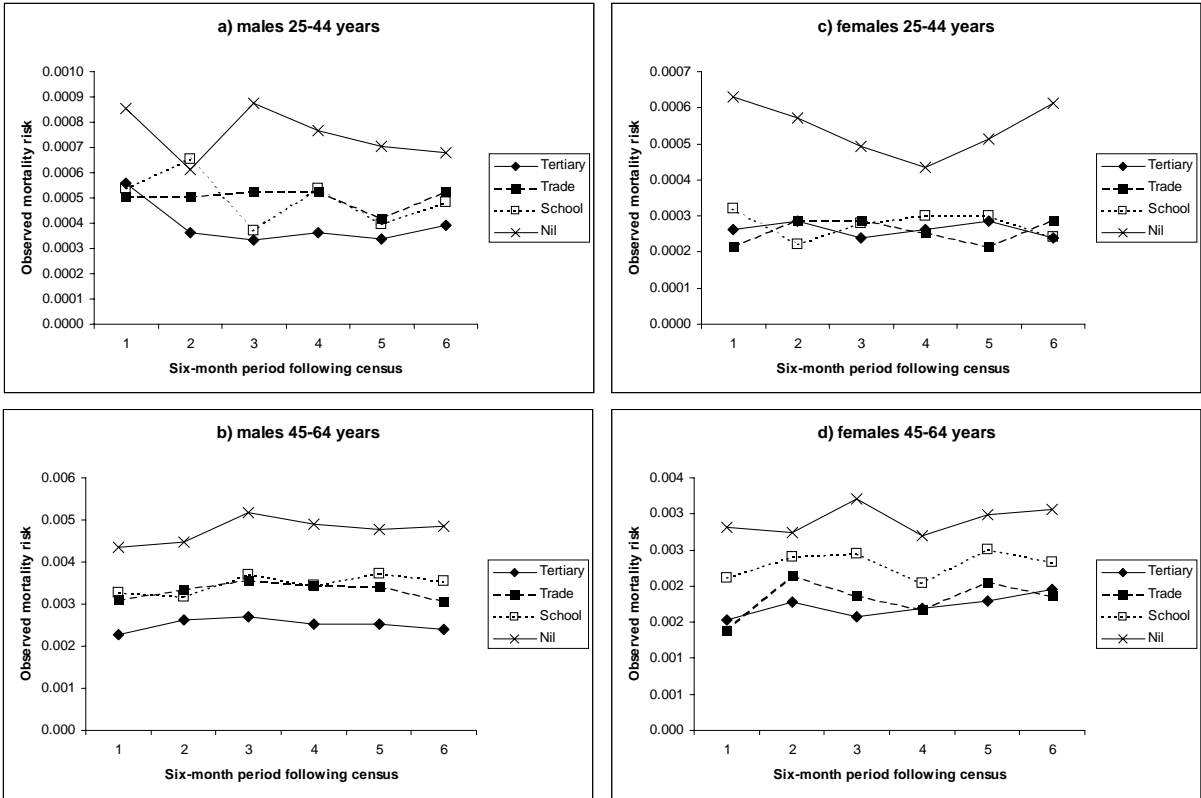 a) males 25-44 years
Observed mortality risk
0.0010
0.0009
0.0008
0.0007
0.0006
0.0005
0.0004
0.0003
0.0002
0.0001
0.0000
1 2 3 4 5 6
Six-month period following census
Tertiary
Trade
School
Nil
c) females 25-44 years
Observed mortality risk
0.0007
0.0006
0.0005
0.0004
0.0003
0.0002
0.0001
0.0000
1 2 3 4 5 6
Six-month period following census
Tertiary
Trade
School
Nil
b) males 45-64 years
Observed mortality risk
0.006
0.005
0.004
0.003
0.002
0.001
0.000
1 2 3 4 5 6
Six-month period following census
Tertiary
Trade
School
Nil
d) females 45-64 years
Observed mortality risk
0.004
0.003
0.003
0.002
0.002
0.001
0.001
0.000
1 2 3 4 5 6
Six-month period following census
Tertiary
Trade
School
Nil